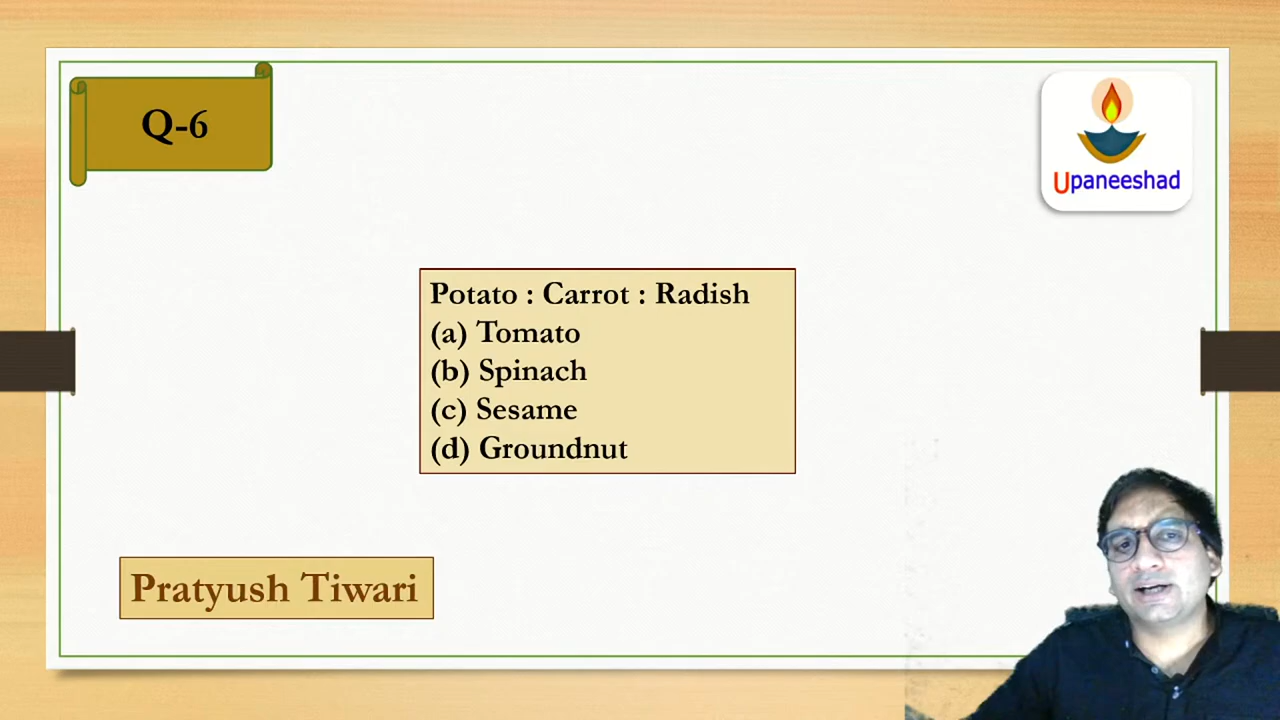 Q-6
Upaneeshad
Potato : Carrot : Radish
(a) Tomato
(b) Spinach
(c) Sesame
(d) Groundnut
Pratyush Tiwari